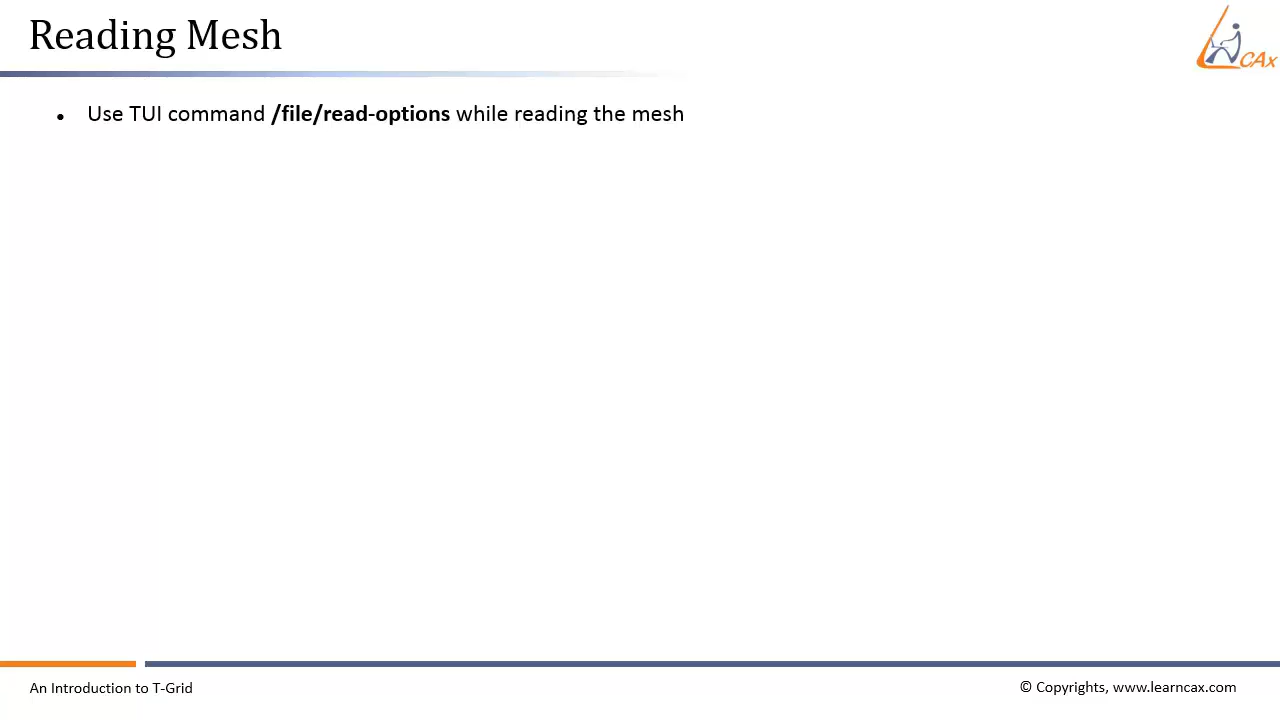 Reading Mesh
CAx
• Use TUI command /file/read-options while reading the mesh
An Introduction to T-Grid
© Copyrights, www.learncax.com